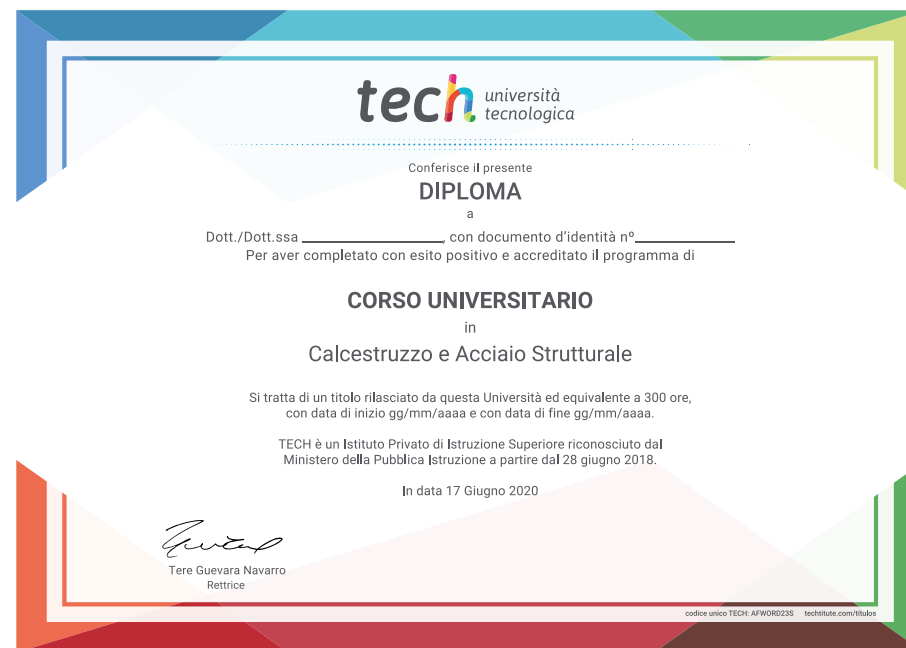 tech università
tecnologica
Conferisce il presente
DIPLOMA
a
Dott./Dott.ssa ____________________, con documento d'identità nº______________
Per aver completato con esito positivo e accreditato il programma di
CORSO UNIVERSITARIO
in
Calcestruzzo e Acciaio Strutturale
Si tratta di un titolo rilasciato da questa Università ed equivalente a 300 ore,
con data di inizio gg/mm/aaaa e con data di fine gg/mm/aaaa.
TECH è un Istituto Privato di Istruzione Superiore riconosciuto dal
Ministero della Pubblica Istruzione a partire dal 28 giugno 2018.
In data 17 Giugno 2020
Tere Guevara Navarro
Rettrice
codice unico TECH: AFWORD23S techtitute.com/títulos